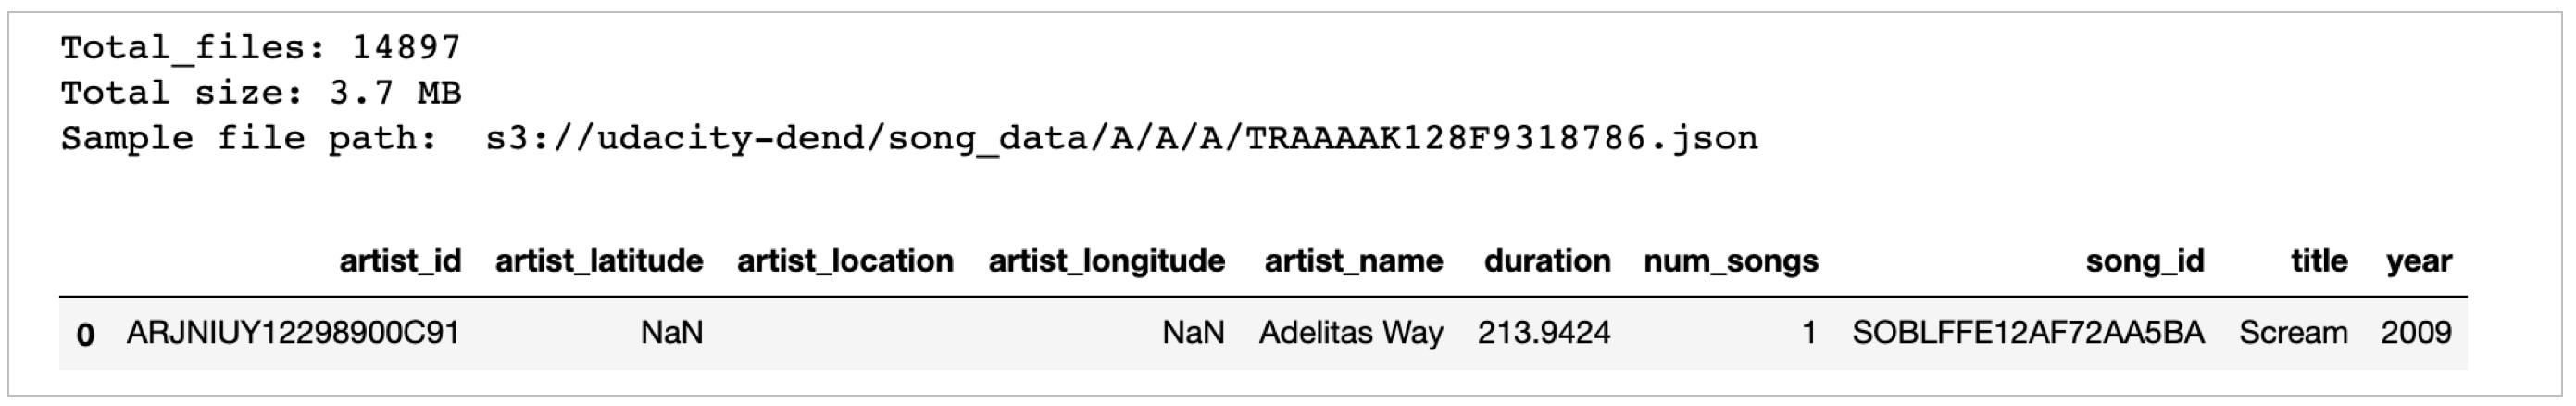 Total_files: 14897
Total size: 3.7 MB
Sample file path:  s3://udacity-dend/song_data/A/A/A/TRAAAAK128F9318786.json
artist_id artist_latitude artist_location artist_longitude artist_name duration num_songs song_id title year
0 ARJNIUY12298900C91 NaN NaN Adelitas Way 213.9424 1 SOBLFFE12AF72AA5BA Scream 2009